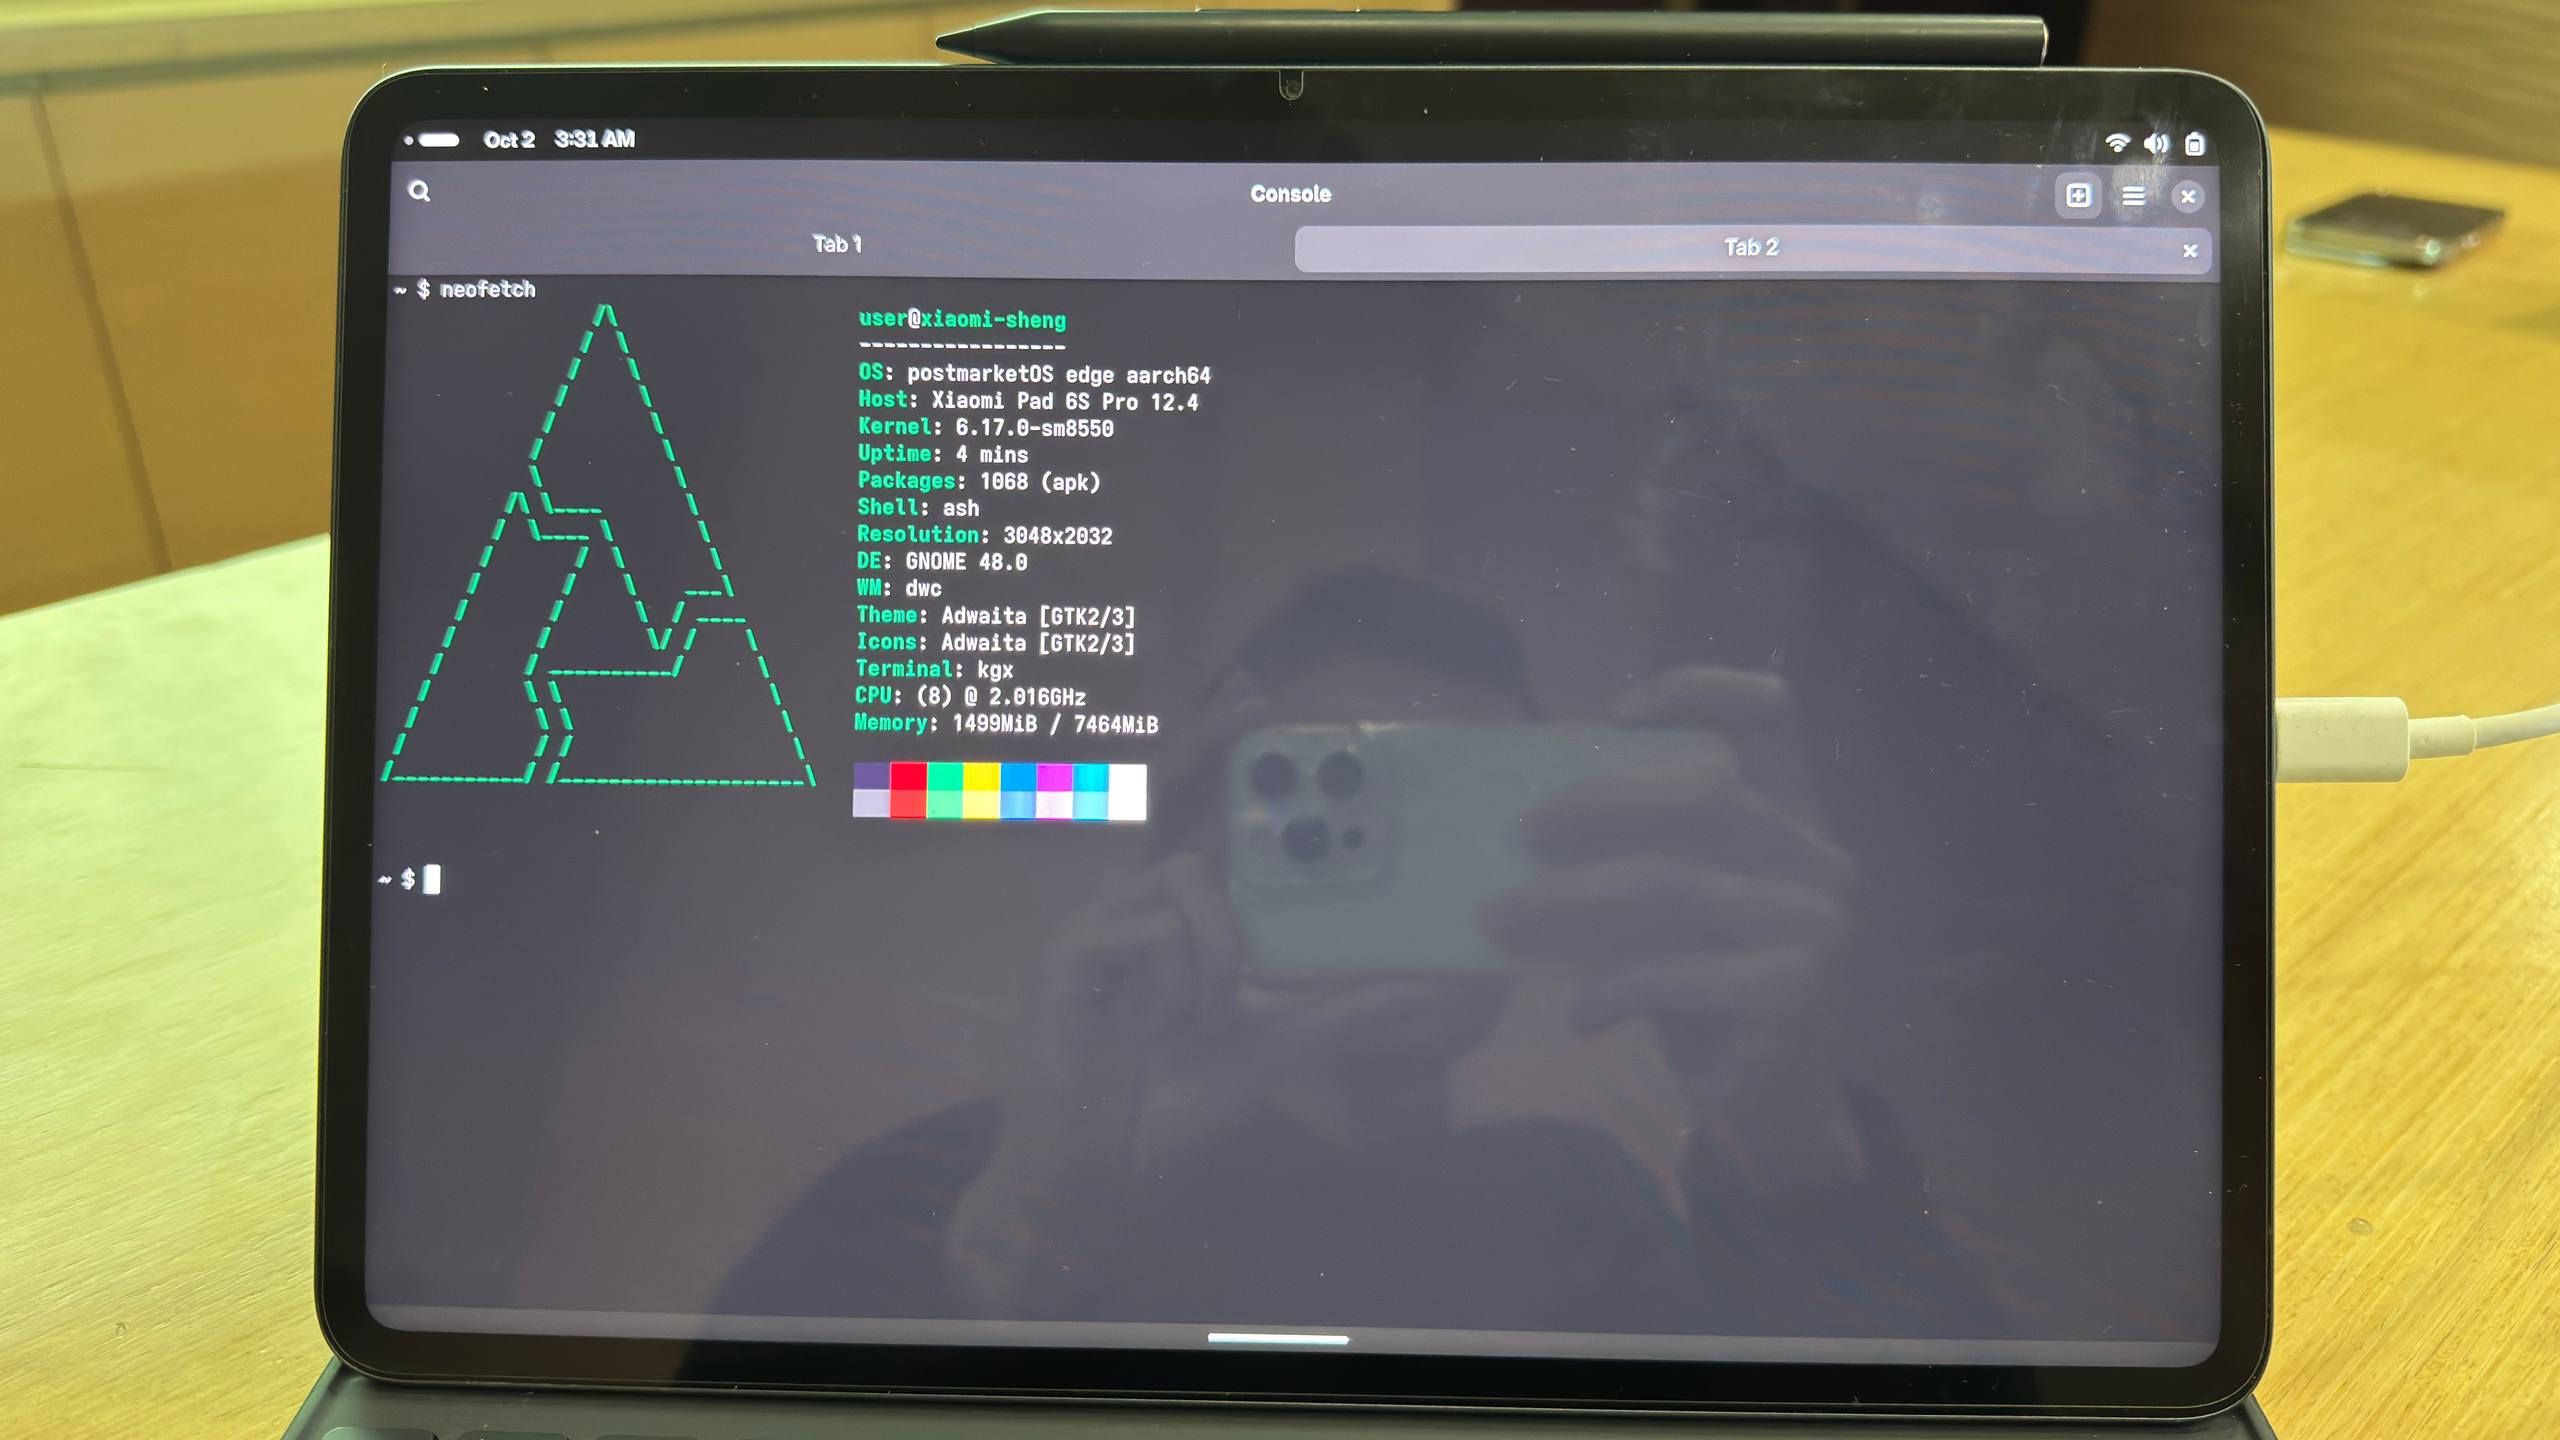 Oct 2 3:31 AM
Console
Tab 1 Tab 2
~ $ neofetch
user@xiaomi-sheng
-----------------
OS: postmarketOS edge aarch64
Host: Xiaomi Pad 6S Pro 12.4
Kernel: 6.17.0-sm8550
Uptime: 4 mins
Packages: 1068 (apk)
Shell: ash
Resolution: 3048x2032
DE: GNOME 48.0
WM: dwc
Theme: Adwaita [GTK2/3]
Icons: Adwaita [GTK2/3]
Terminal: kgx
CPU: (8) @ 2.016GHz
Memory: 1499MiB / 7464MiB
~ $